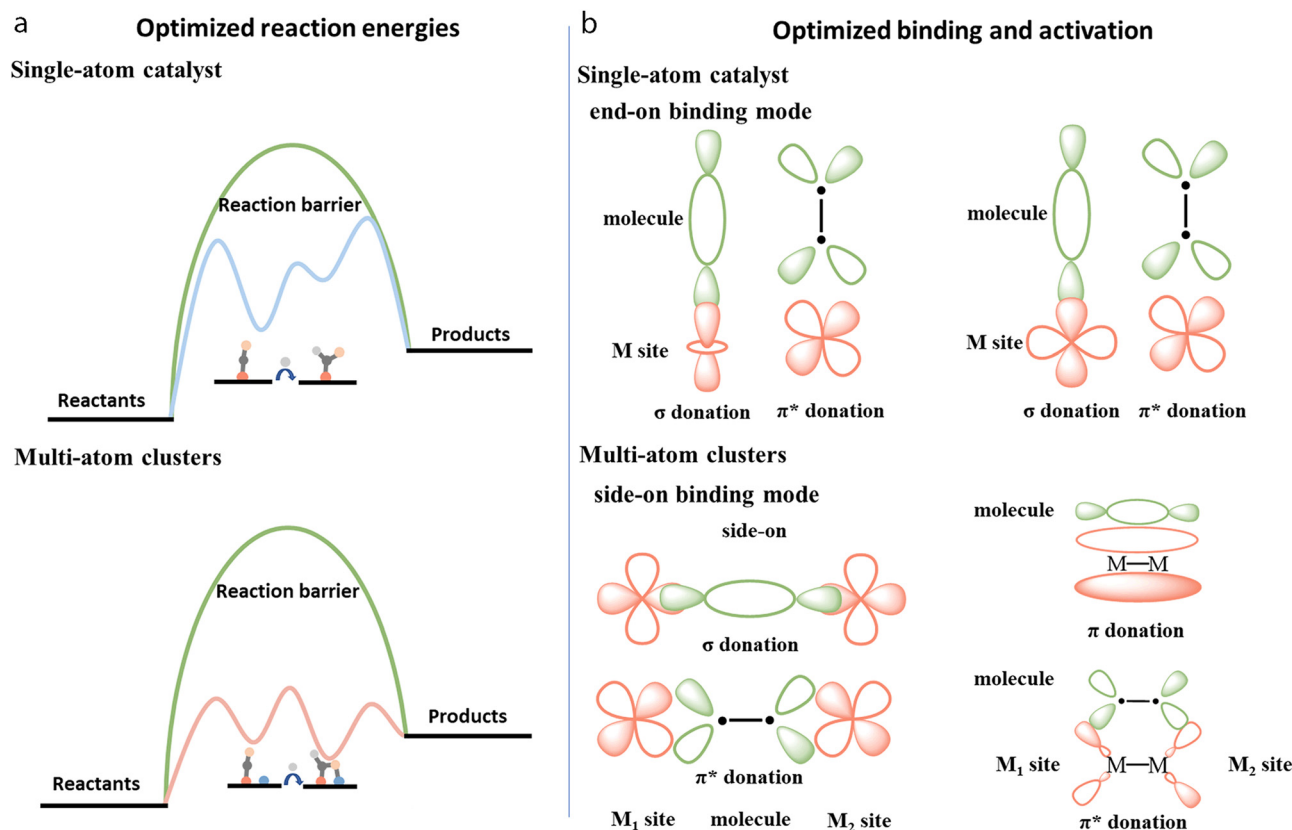 a
Optimized reaction energies
Single-atom catalyst
Reaction barrier
Products
Reactants
Multi-atom clusters
Reaction barrier
Products
Reactants
b
Optimized binding and activation
Single-atom catalyst
end-on binding mode
molecule
M site
σ donation
π* donation
molecule
M site
σ donation
π* donation
Multi-atom clusters
side-on binding mode
side-on
σ donation
π* donation
M₁ site
molecule
M₂ site
molecule
M—M
π donation
molecule
M₁ site
M—M
M₂ site
π* donation